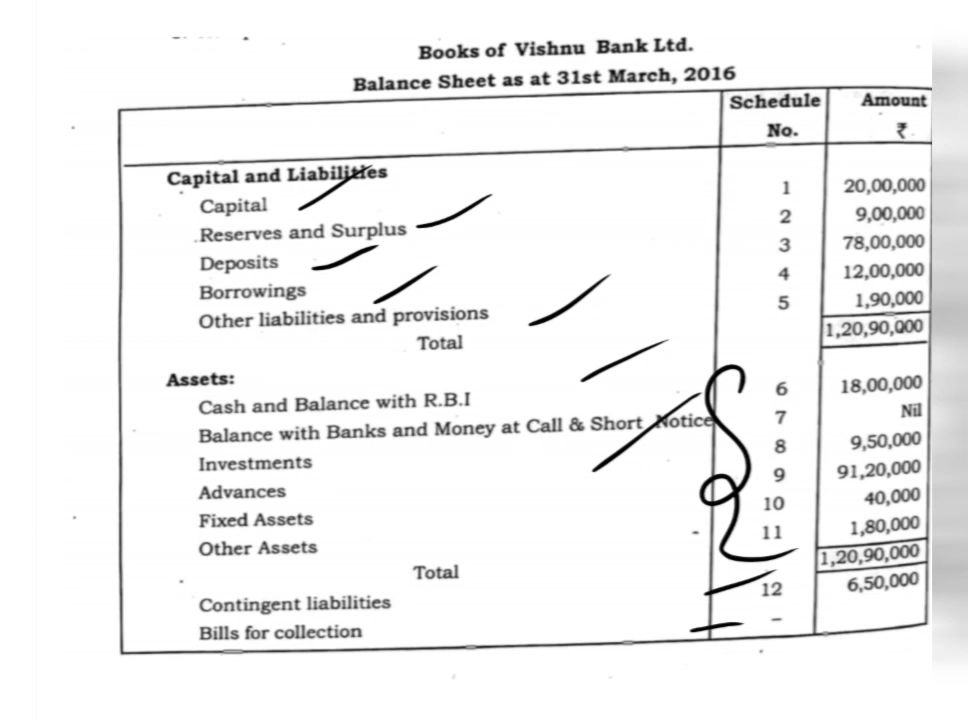 Books of Vishnu Bank Ltd.
Balance Sheet as at 31st March, 2016
Schedule No. Amount ₹
Capital and Liabilities
Capital 1 20,00,000
Reserves and Surplus 2 9,00,000
Deposits 3 78,00,000
Borrowings 4 12,00,000
Other liabilities and provisions 5 1,90,000
Total 1,20,90,000
Assets:
Cash and Balance with R.B.I 6 18,00,000
Balance with Banks and Money at Call & Short Notice 7 Nil
Investments 8 9,50,000
Advances 9 91,20,000
Fixed Assets 10 40,000
Other Assets - 11 1,80,000
Total 1,20,90,000
Contingent liabilities 12 6,50,000
Bills for collection -